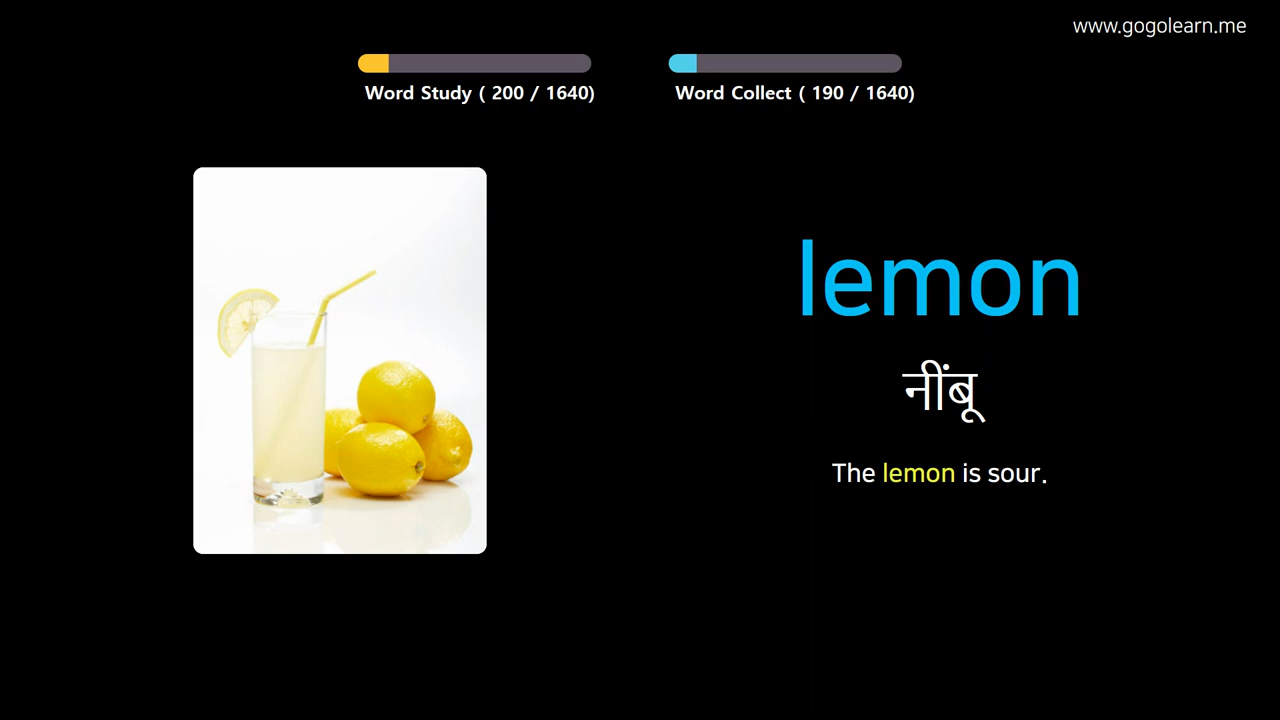 www.gogolearn.me
Word Study ( 200 / 1640)
Word Collect ( 190 / 1640)
lemon
नींबू
The lemon is sour.